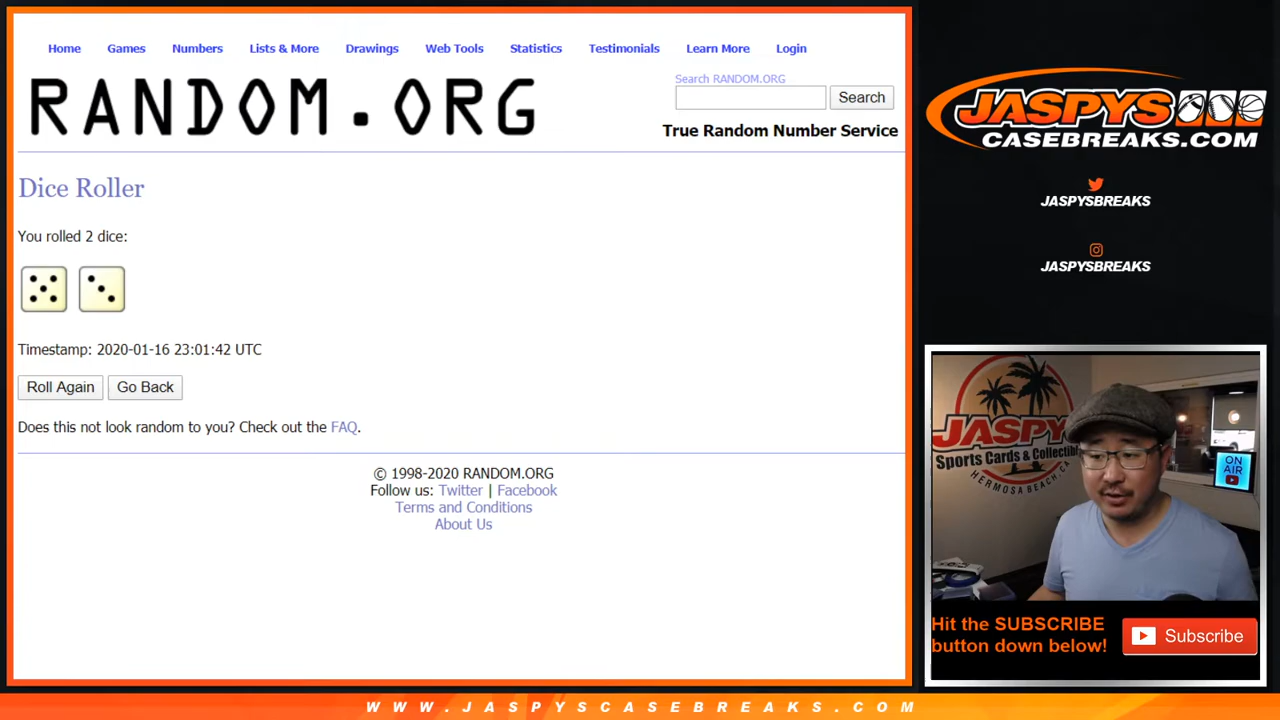 Home Games Numbers Lists & More Drawings Web Tools Statistics Testimonials Learn More Login
RANDOM.ORG
Search RANDOM.ORG
Search
True Random Number Service
Dice Roller
You rolled 2 dice:
Timestamp: 2020-01-16 23:01:42 UTC
Roll Again Go Back
Does this not look random to you? Check out the FAQ.
© 1998-2020 RANDOM.ORG
Follow us: Twitter | Facebook
Terms and Conditions
About Us
JASPYS
CASEBREAKS.COM
JASPYSBREAKS
JASPYSBREAKS
JASPYS
Sports Cards & Collectibl
HERMOSA BEACH, CA
ON
AIR
Hit the SUBSCRIBE
button down below!
Subscribe
WWW.JASPYSCASEBREAKS.COM